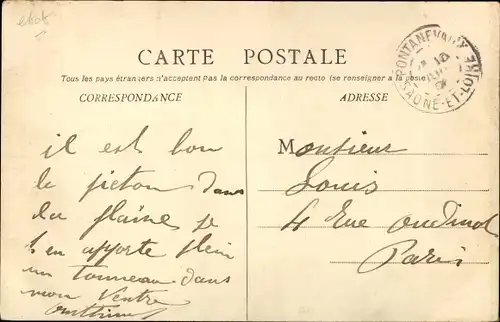 CARTE POSTALE
Tous les pays étrangers n'acceptent pas la correspondance au recto (se renseigner à la poste)
CORRESPONDANCE
ADRESSE
PONTANEVAUX
SAONE-ET-LOIRE
il est bon
le picton dans
la plaine je
t'en apporte plein
un tonneau dans
mon ventre
Monsieur
Louis
4 Rue Oudinot
Paris